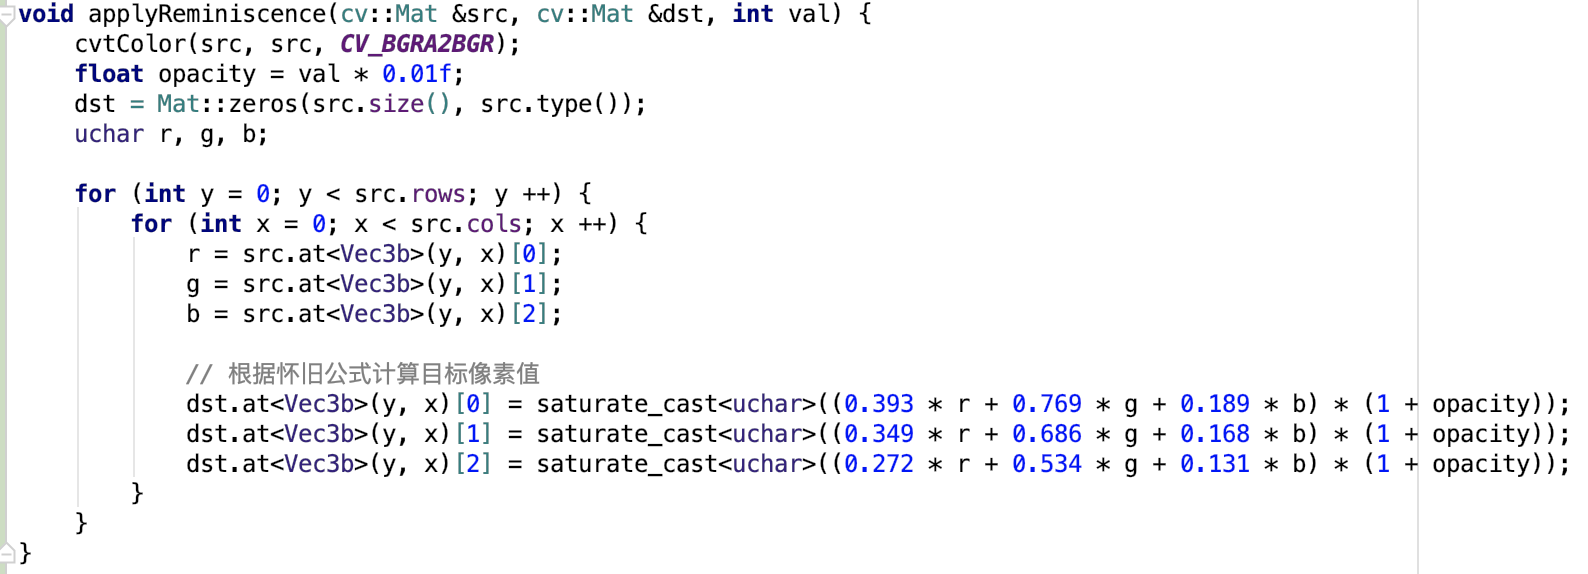 void applyReminiscence(cv::Mat &src, cv::Mat &dst, int val) {
    cvtColor(src, src, CV_BGRA2BGR);
    float opacity = val * 0.01f;
    dst = Mat::zeros(src.size(), src.type());
    uchar r, g, b;

    for (int y = 0; y < src.rows; y ++) {
        for (int x = 0; x < src.cols; x ++) {
            r = src.at<Vec3b>(y, x)[0];
            g = src.at<Vec3b>(y, x)[1];
            b = src.at<Vec3b>(y, x)[2];

            // 根据怀旧公式计算目标像素值
            dst.at<Vec3b>(y, x)[0] = saturate_cast<uchar>((0.393 * r + 0.769 * g + 0.189 * b) * (1 + opacity));
            dst.at<Vec3b>(y, x)[1] = saturate_cast<uchar>((0.349 * r + 0.686 * g + 0.168 * b) * (1 + opacity));
            dst.at<Vec3b>(y, x)[2] = saturate_cast<uchar>((0.272 * r + 0.534 * g + 0.131 * b) * (1 + opacity));
        }
    }
}